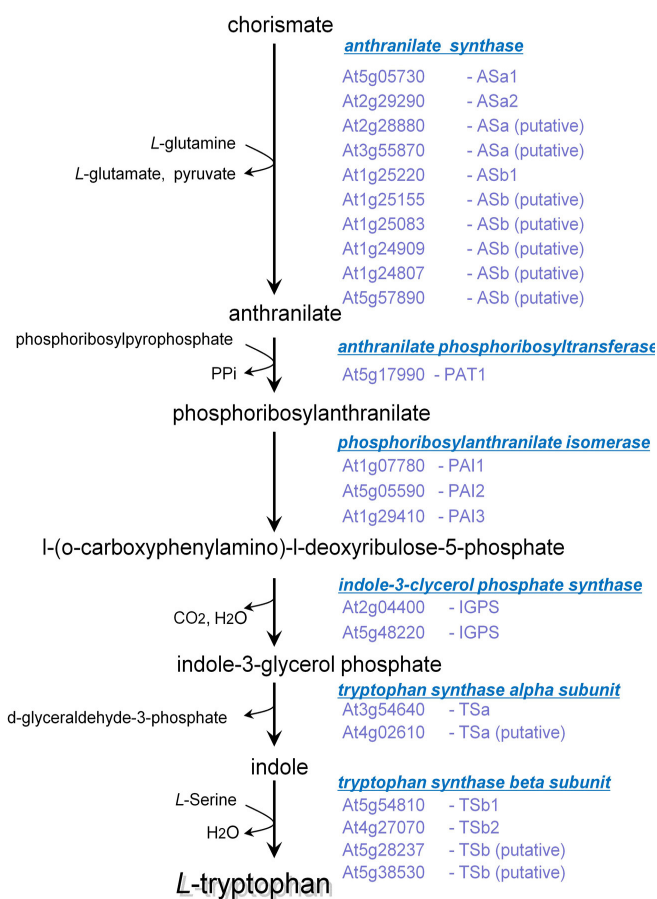 chorismate
anthranilate synthase
At5g05730 - ASa1
At2g29290 - ASa2
At2g28880 - ASa (putative)
At3g55870 - ASa (putative)
L-glutamine
L-glutamate, pyruvate
At1g25220 - ASb1
At1g25155 - ASb (putative)
At1g25083 - ASb (putative)
At1g24909 - ASb (putative)
At1g24807 - ASb (putative)
At5g57890 - ASb (putative)
anthranilate
phosphoribosylpyrophosphate
PPi
anthranilate phosphoribosyltransferase
At5g17990 - PAT1
phosphoribosylanthranilate
phosphoribosylanthranilate isomerase
At1g07780 - PAI1
At5g05590 - PAI2
At1g29410 - PAI3
l-(o-carboxyphenylamino)-l-deoxyribulose-5-phosphate
indole-3-clycerol phosphate synthase
CO2, H2O
At2g04400 - IGPS
At5g48220 - IGPS
indole-3-glycerol phosphate
tryptophan synthase alpha subunit
d-glyceraldehyde-3-phosphate
At3g54640 - TSa
At4g02610 - TSa (putative)
indole
tryptophan synthase beta subunit
L-Serine
H2O
At5g54810 - TSb1
At4g27070 - TSb2
At5g28237 - TSb (putative)
At5g38530 - TSb (putative)
L-tryptophan